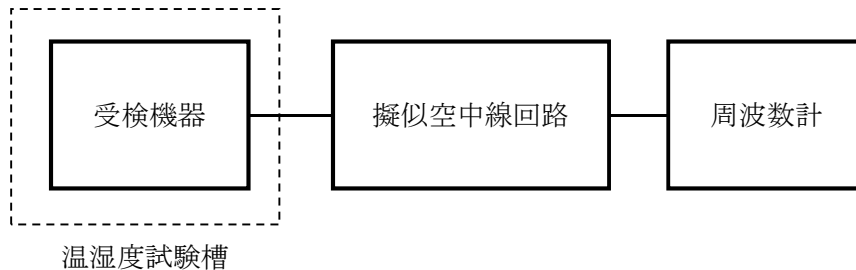 受検機器
擬似空中線回路
周波数計
温湿度試験槽